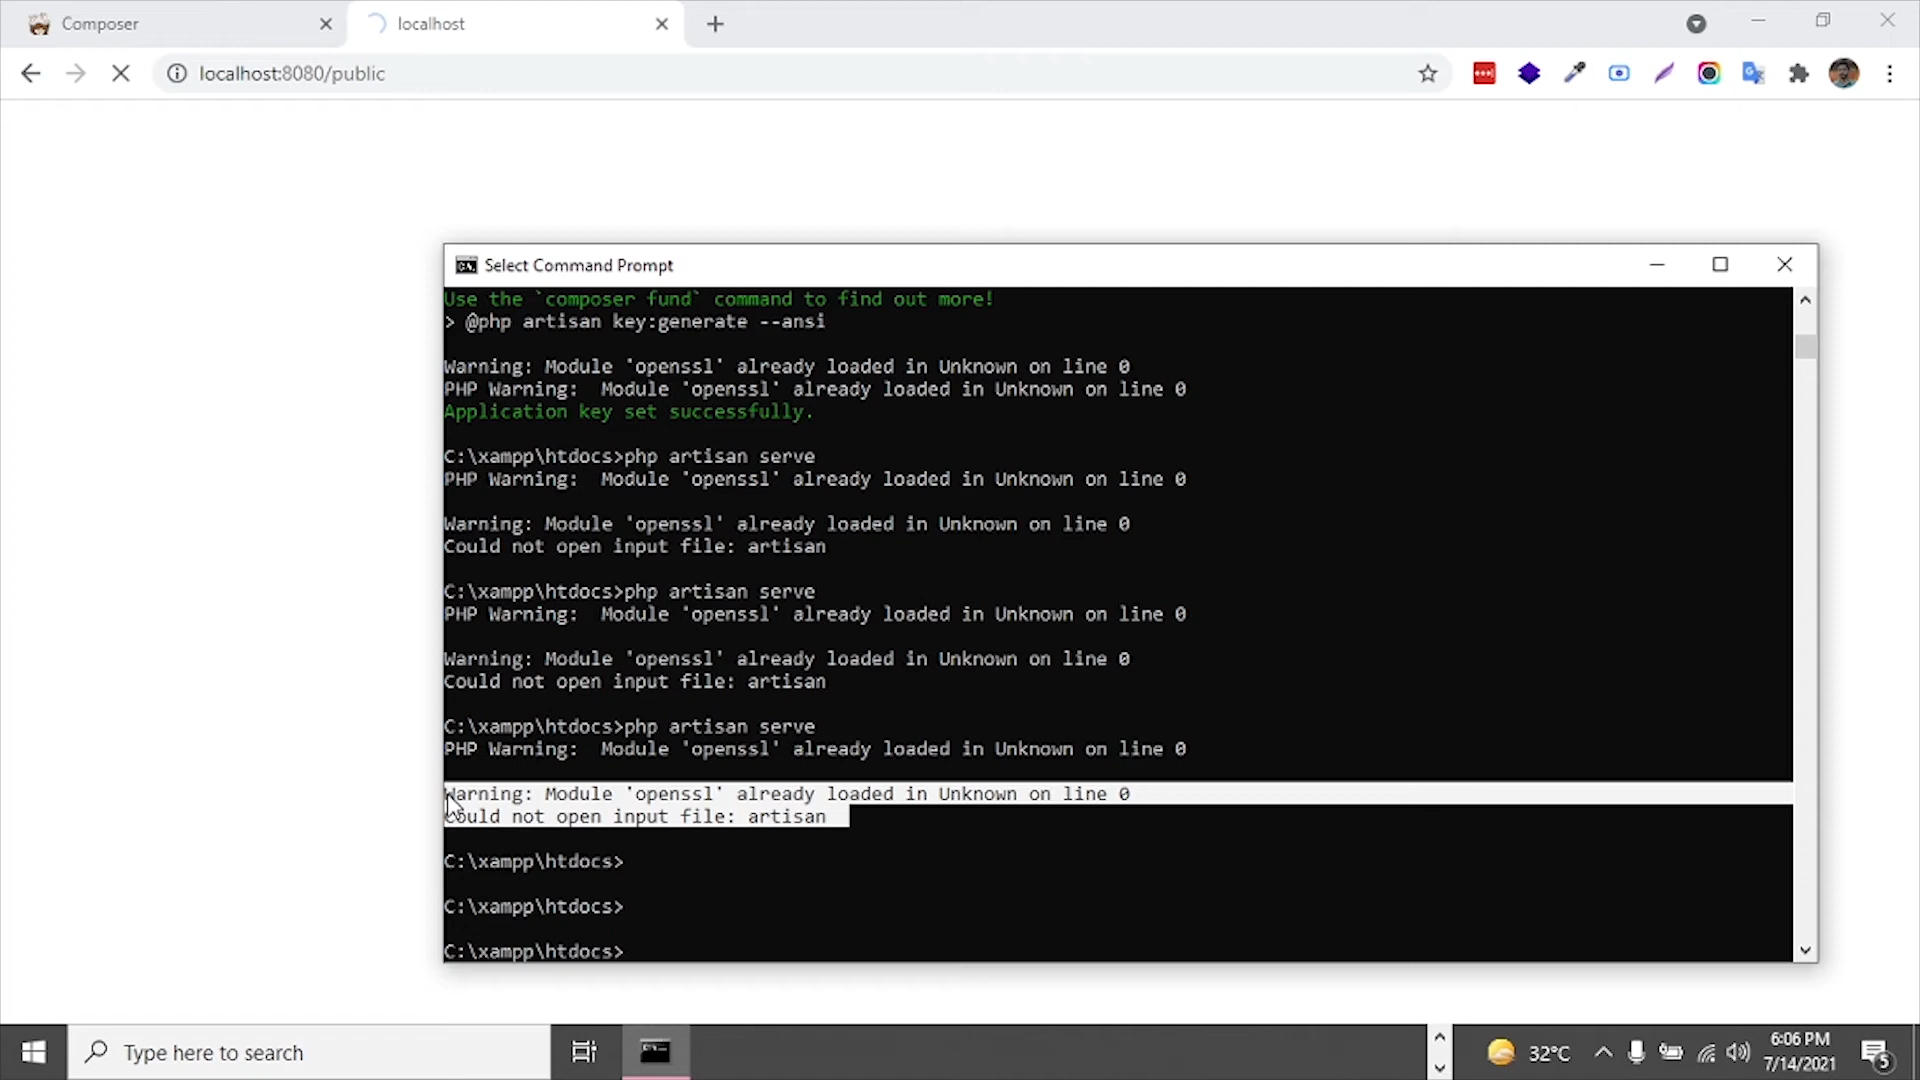 Composer
localhost
localhost:8080/public
Select Command Prompt
Use the `composer fund` command to find out more!
> @php artisan key:generate --ansi
Warning: Module 'openssl' already loaded in Unknown on line 0
PHP Warning:  Module 'openssl' already loaded in Unknown on line 0
Application key set successfully.
C:\xampp\htdocs>php artisan serve
PHP Warning:  Module 'openssl' already loaded in Unknown on line 0
Warning: Module 'openssl' already loaded in Unknown on line 0
Could not open input file: artisan
C:\xampp\htdocs>php artisan serve
PHP Warning:  Module 'openssl' already loaded in Unknown on line 0
Warning: Module 'openssl' already loaded in Unknown on line 0
Could not open input file: artisan
C:\xampp\htdocs>php artisan serve
PHP Warning:  Module 'openssl' already loaded in Unknown on line 0
Warning: Module 'openssl' already loaded in Unknown on line 0
Could not open input file: artisan
C:\xampp\htdocs>
C:\xampp\htdocs>
C:\xampp\htdocs>
Type here to search
32°C
6:06 PM
7/14/2021
5